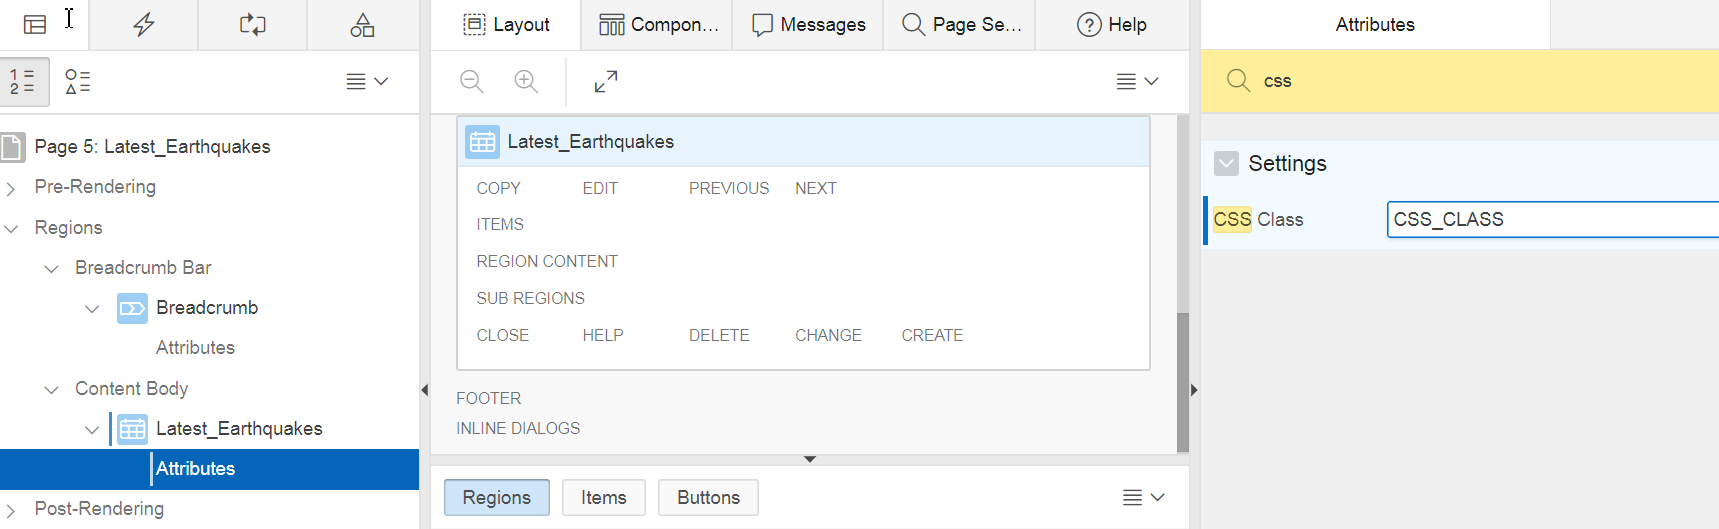 Layout
Compon...
Messages
Page Se...
Help
Attributes
1
2
css
Page 5: Latest_Earthquakes
Pre-Rendering
Regions
Breadcrumb Bar
Breadcrumb
Attributes
Content Body
Latest_Earthquakes
Attributes
Post-Rendering
Latest_Earthquakes
COPY EDIT PREVIOUS NEXT
ITEMS
REGION CONTENT
SUB REGIONS
CLOSE HELP DELETE CHANGE CREATE
FOOTER
INLINE DIALOGS
Regions Items Buttons
Settings
CSS Class CSS_CLASS